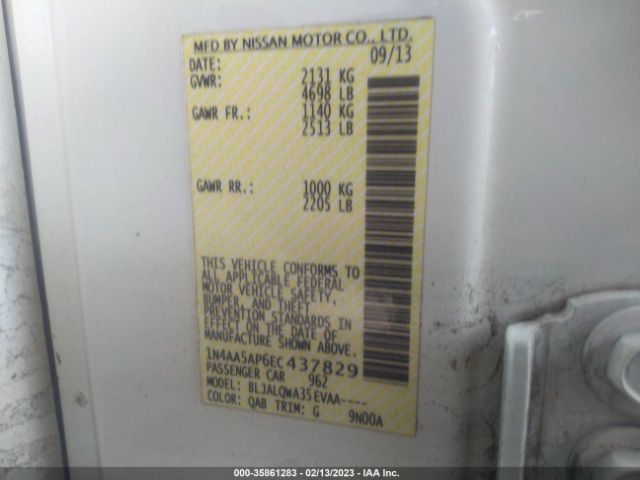 MFD BY NISSAN MOTOR CO., LTD.
DATE: 09/13
GVWR: 2131 KG
4698 LB
GAWR FR.: 1140 KG
2513 LB
GAWR RR.: 1000 KG
2205 LB
THIS VEHICLE CONFORMS TO
ALL APPLICABLE FEDERAL
MOTOR VEHICLE SAFETY,
BUMPER, AND THEFT
PREVENTION STANDARDS IN
EFFECT ON THE DATE OF
MANUFACTURE SHOWN ABOVE.
1N4AA5AP6EC437829
PASSENGER CAR 962
MODEL: BLJALQWA35EVAA----
COLOR: QAB TRIM: G 9N00A
000-35861283 - 02/13/2023 - IAA Inc.